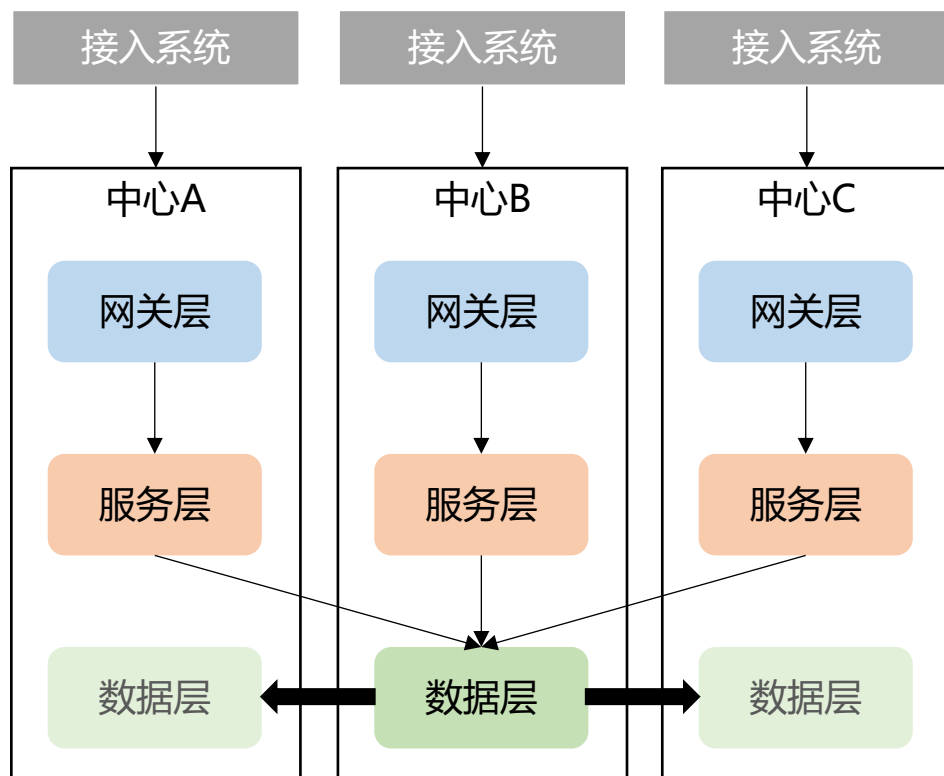 接入系统
接入系统
接入系统
中心A
中心B
中心C
网关层
网关层
网关层
服务层
服务层
服务层
数据层
数据层
数据层